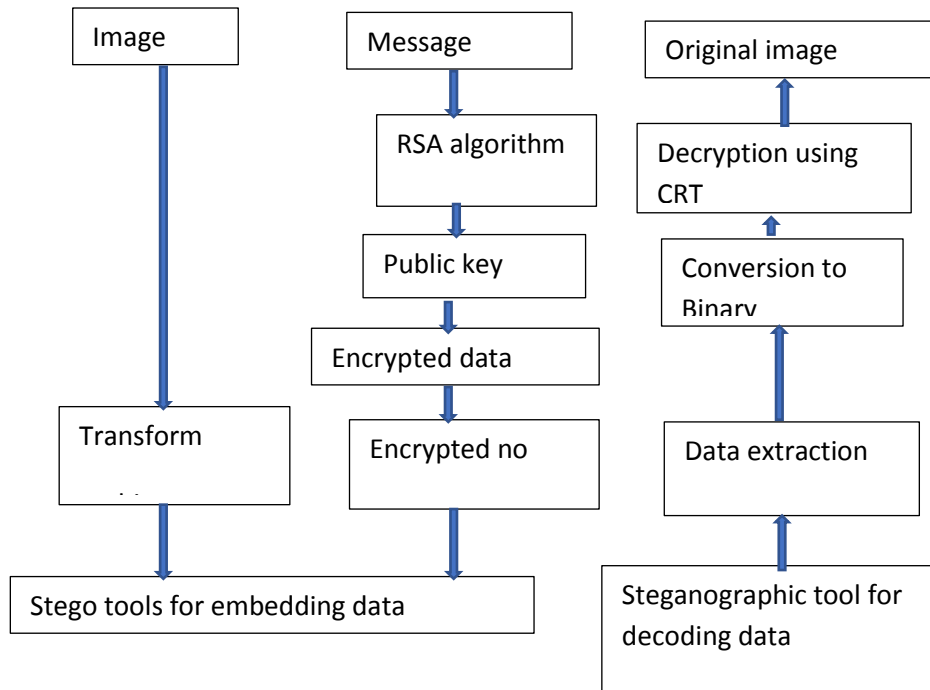 Image
Message
Original image
RSA algorithm
Decryption using
CRT
Public key
Conversion to
Binary
Encrypted data
Transform
Encrypted no
Data extraction
Stego tools for embedding data
Steganographic tool for
decoding data